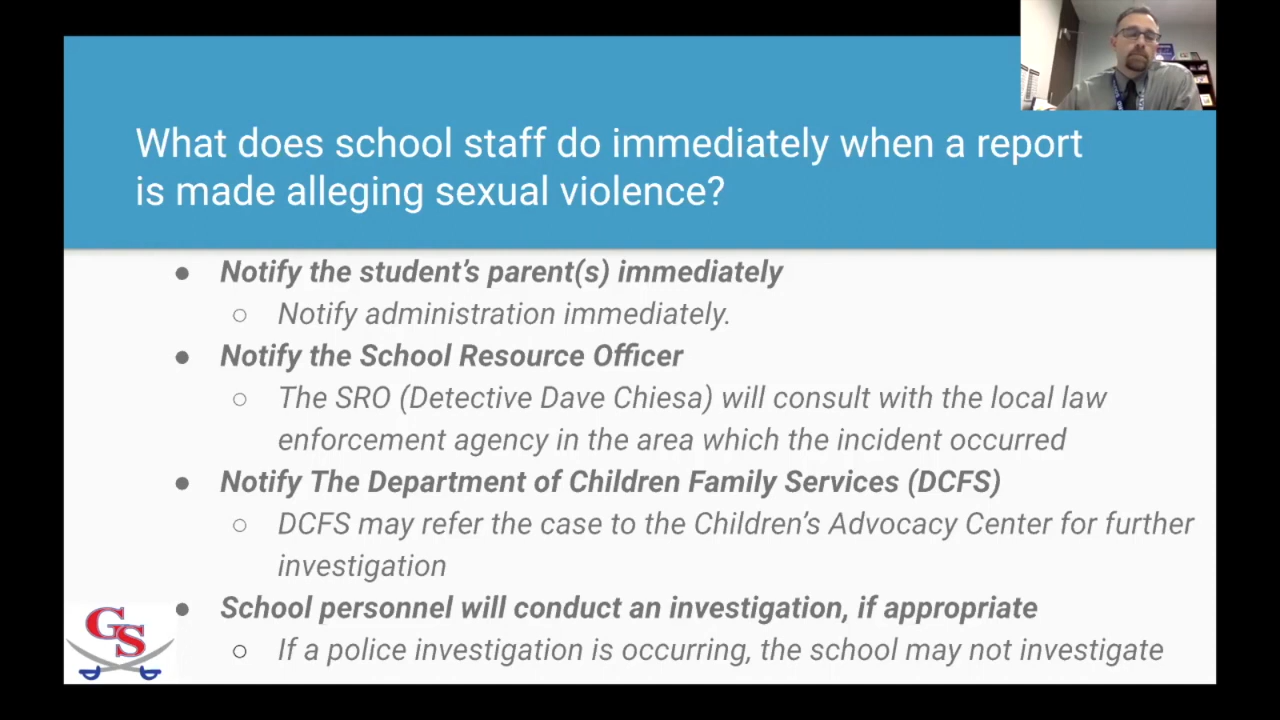 What does school staff do immediately when a report
is made alleging sexual violence?
● Notify the student's parent(s) immediately
○ Notify administration immediately.
● Notify the School Resource Officer
○ The SRO (Detective Dave Chiesa) will consult with the local law
enforcement agency in the area which the incident occurred
● Notify The Department of Children Family Services (DCFS)
○ DCFS may refer the case to the Children's Advocacy Center for further
investigation
● School personnel will conduct an investigation, if appropriate
○ If a police investigation is occurring, the school may not investigate
GS